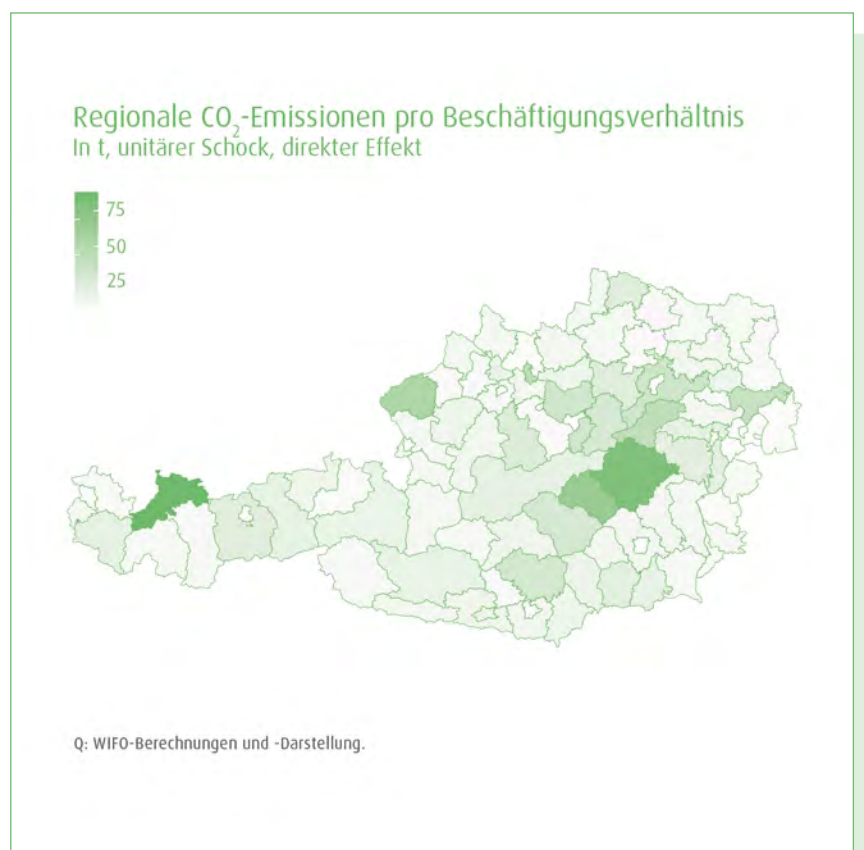 Regionale CO₂-Emissionen pro Beschäftigungsverhältnis
In t, unitärer Schock, direkter Effekt
75
50
25
Q: WIFO-Berechnungen und -Darstellung.